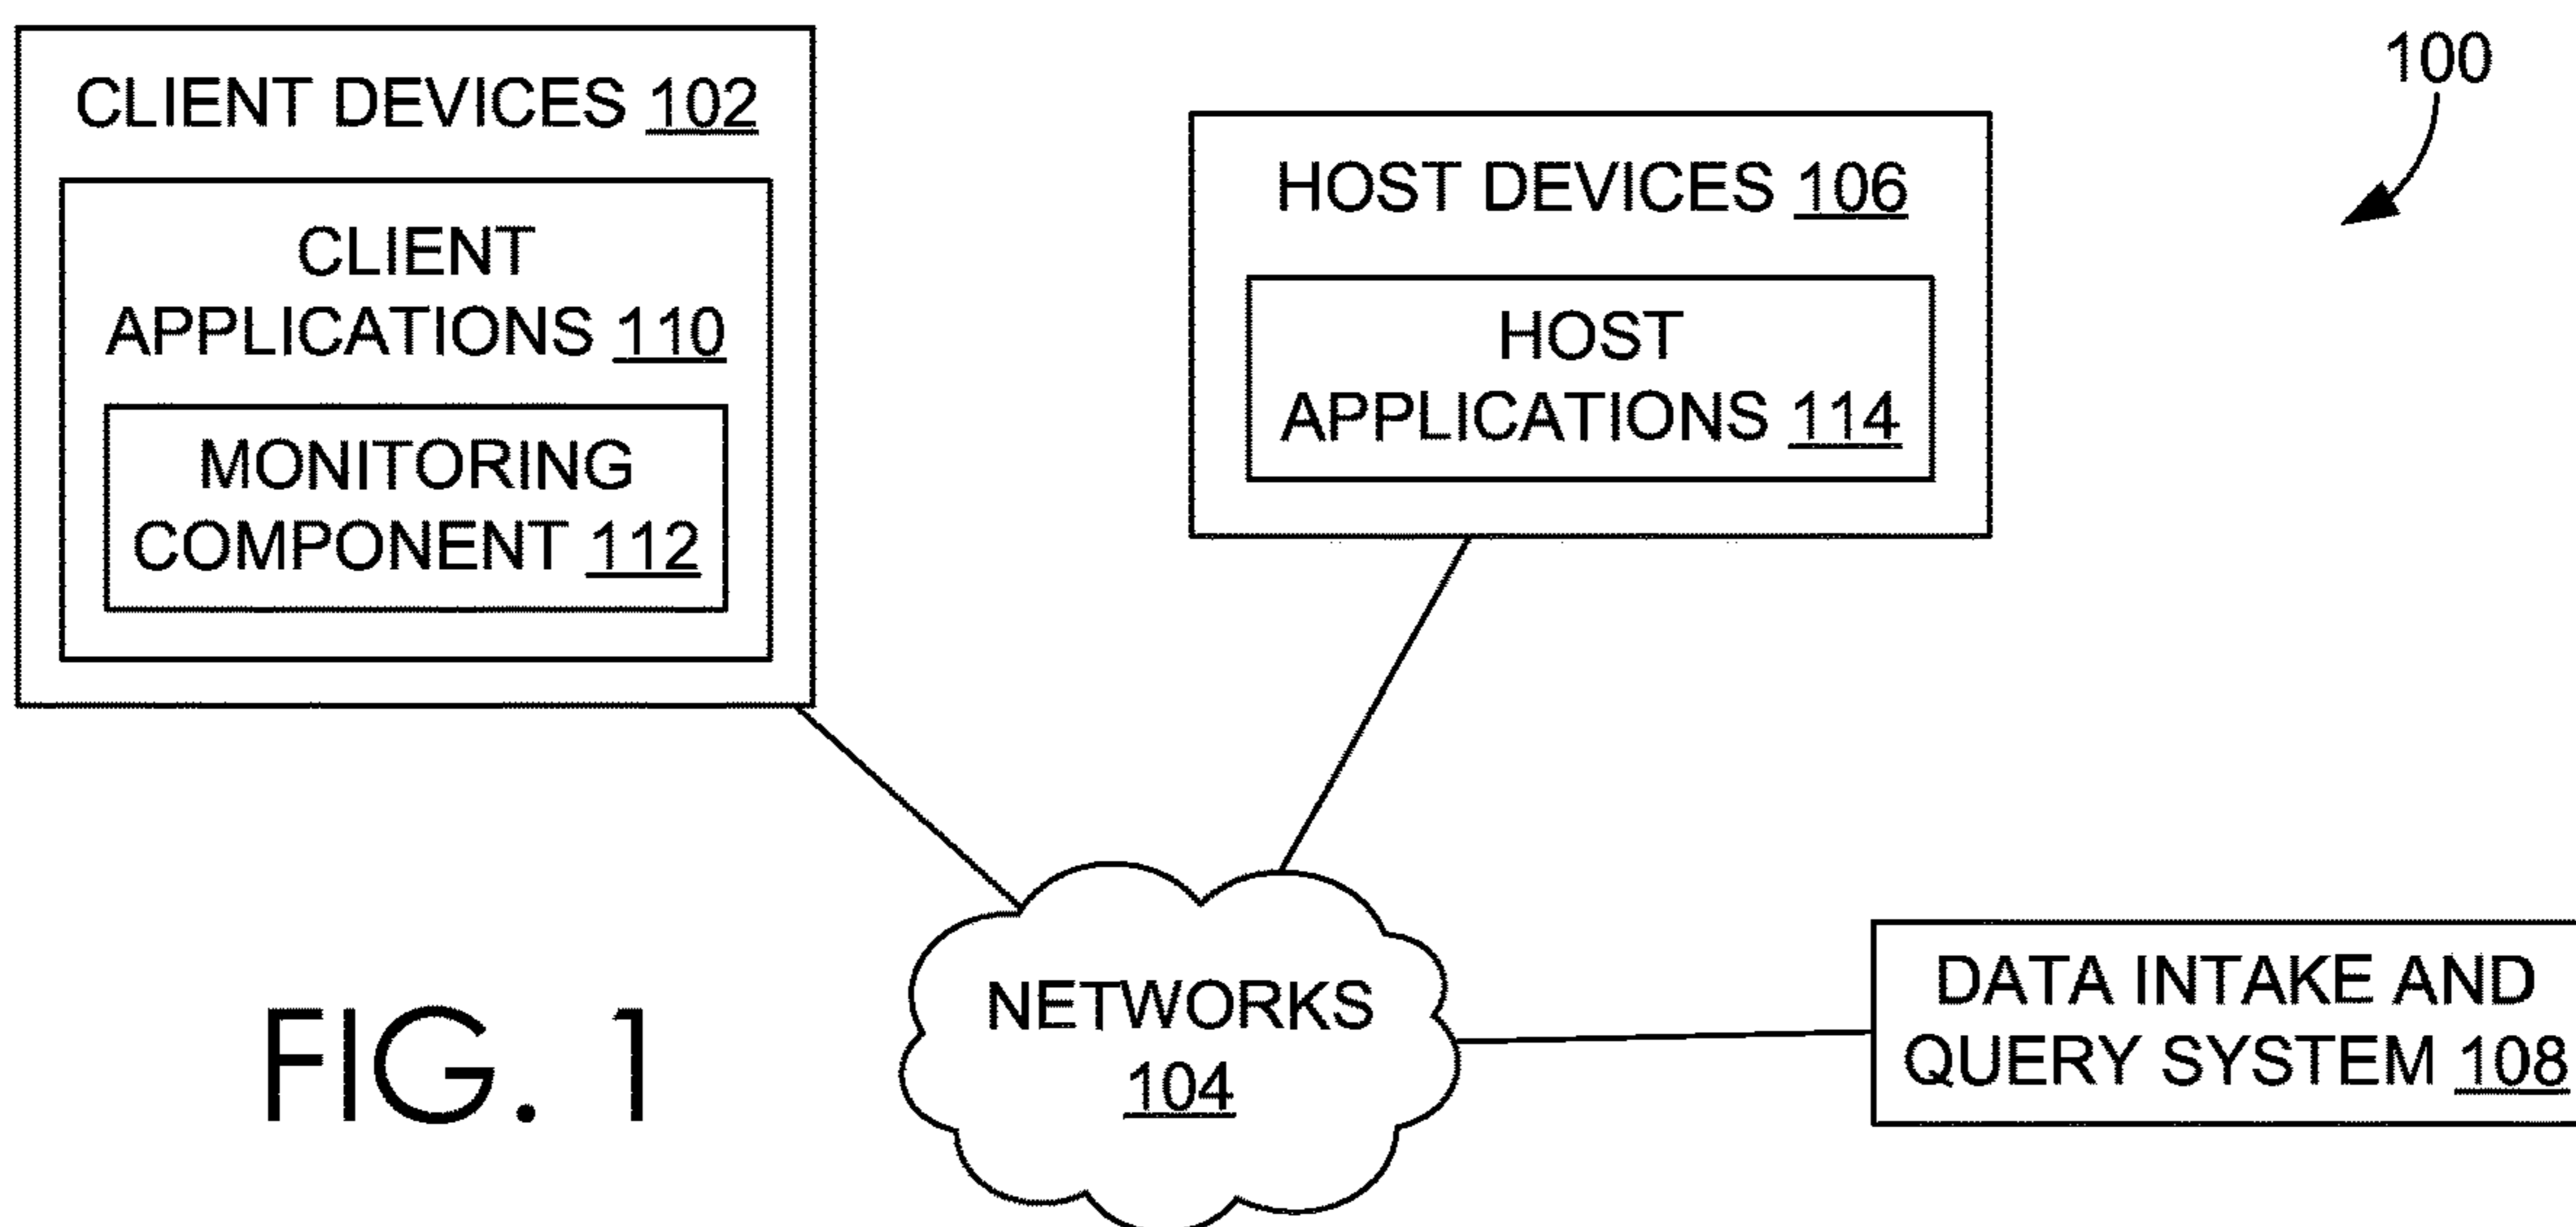 100
CLIENT DEVICES 102
CLIENT
APPLICATIONS 110
MONITORING
COMPONENT 112
HOST DEVICES 106
HOST
APPLICATIONS 114
NETWORKS
104
DATA INTAKE AND
QUERY SYSTEM 108
FIG. 1